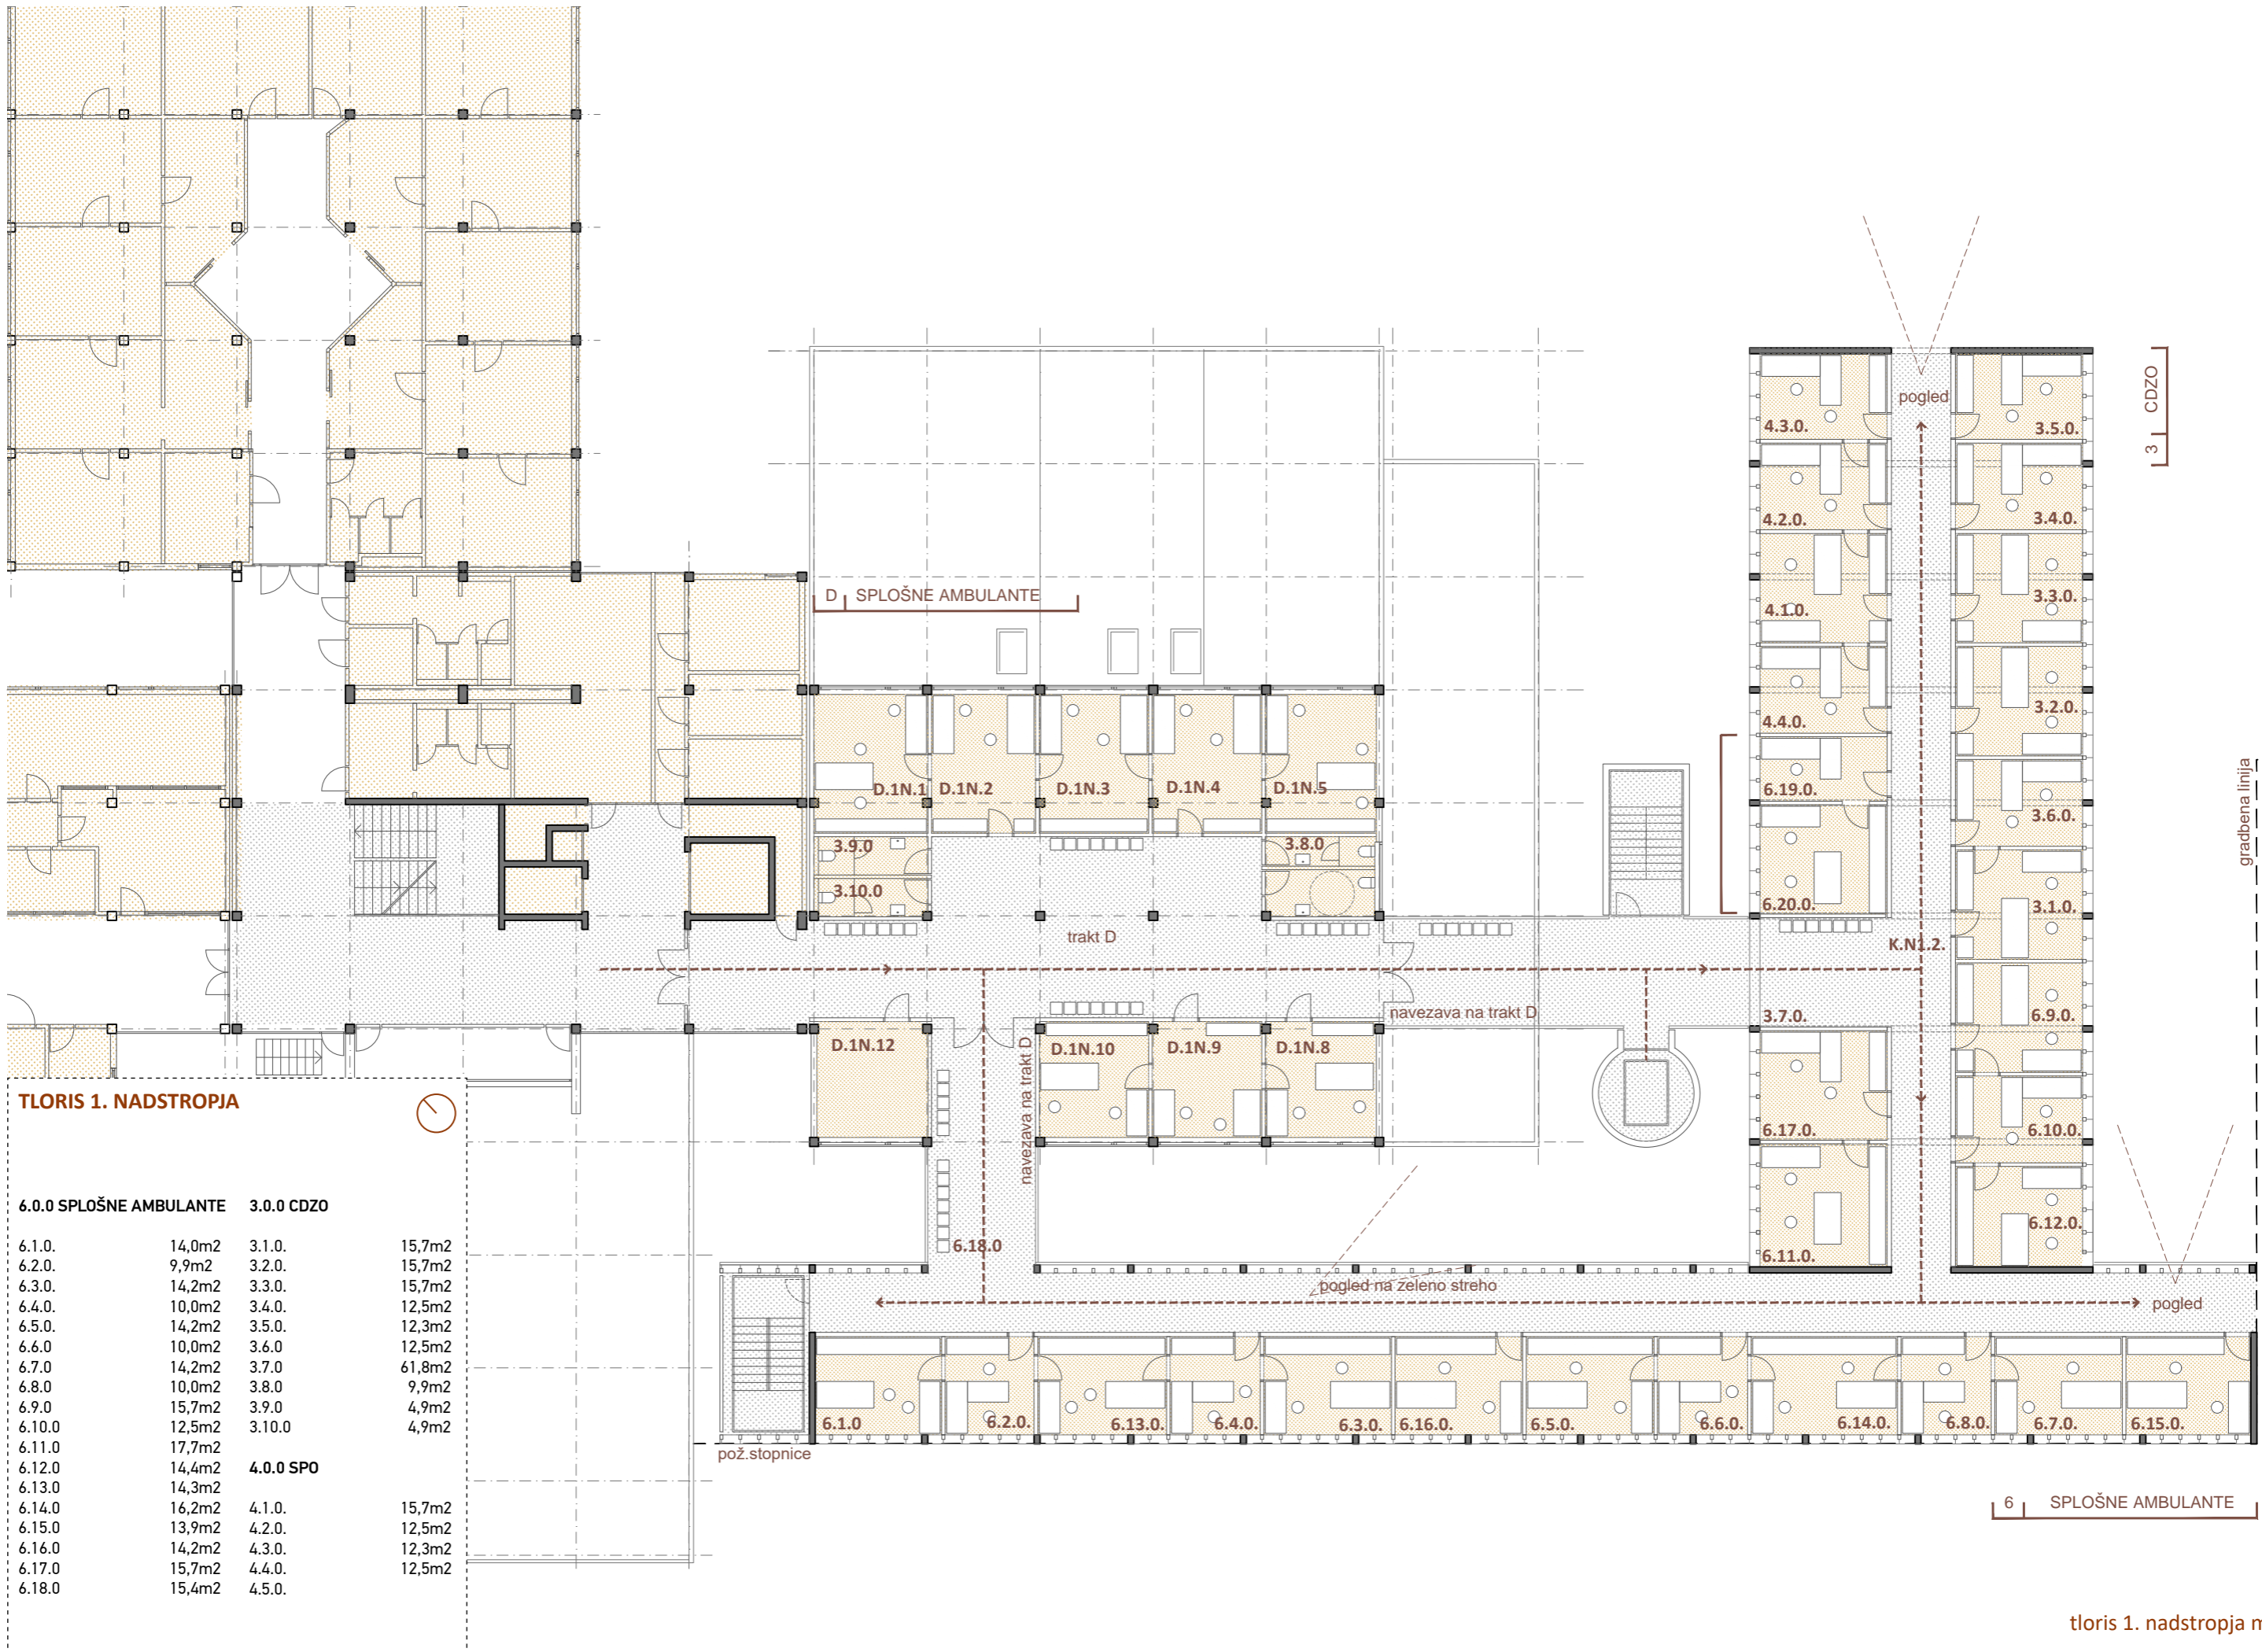 pogled
CDZO
3
4.3.0.
3.5.0.
4.2.0.
3.4.0.
D SPLOŠNE AMBULANTE
4.1.0.
3.3.0.
4.4.0.
3.2.0.
D.1N.1 D.1N.2 D.1N.3 D.1N.4 D.1N.5
6.19.0.
3.6.0.
gradbena linija
3.9.0
3.8.0
3.10.0
6.20.0.
3.1.0.
trakt D
K.N1.2.
navezava na trakt D
3.7.0.
6.9.0.
D.1N.12
D.1N.10 D.1N.9 D.1N.8
navezava na trakt D
6.17.0.
6.10.0.
6.18.0
6.11.0.
6.12.0.
pogled na zeleno streho
pogled
6.1.0 6.2.0. 6.13.0. 6.4.0. 6.3.0. 6.16.0. 6.5.0. 6.6.0. 6.14.0. 6.8.0. 6.7.0. 6.15.0.
pož.stopnice
6 SPLOŠNE AMBULANTE
TLORIS 1. NADSTROPJA
6.0.0 SPLOŠNE AMBULANTE 3.0.0 CDZO
6.1.0. 14,0m2 3.1.0. 15,7m2
6.2.0. 9,9m2 3.2.0. 15,7m2
6.3.0. 14,2m2 3.3.0. 15,7m2
6.4.0. 10,0m2 3.4.0. 12,5m2
6.5.0. 14,2m2 3.5.0. 12,3m2
6.6.0 10,0m2 3.6.0 12,5m2
6.7.0 14,2m2 3.7.0 61,8m2
6.8.0 10,0m2 3.8.0 9,9m2
6.9.0 15,7m2 3.9.0 4,9m2
6.10.0 12,5m2 3.10.0 4,9m2
6.11.0 17,7m2
6.12.0 14,4m2 4.0.0 SPO
6.13.0 14,3m2
6.14.0 16,2m2 4.1.0. 15,7m2
6.15.0 13,9m2 4.2.0. 12,5m2
6.16.0 14,2m2 4.3.0. 12,3m2
6.17.0 15,7m2 4.4.0. 12,5m2
6.18.0 15,4m2 4.5.0.
tloris 1. nadstropja